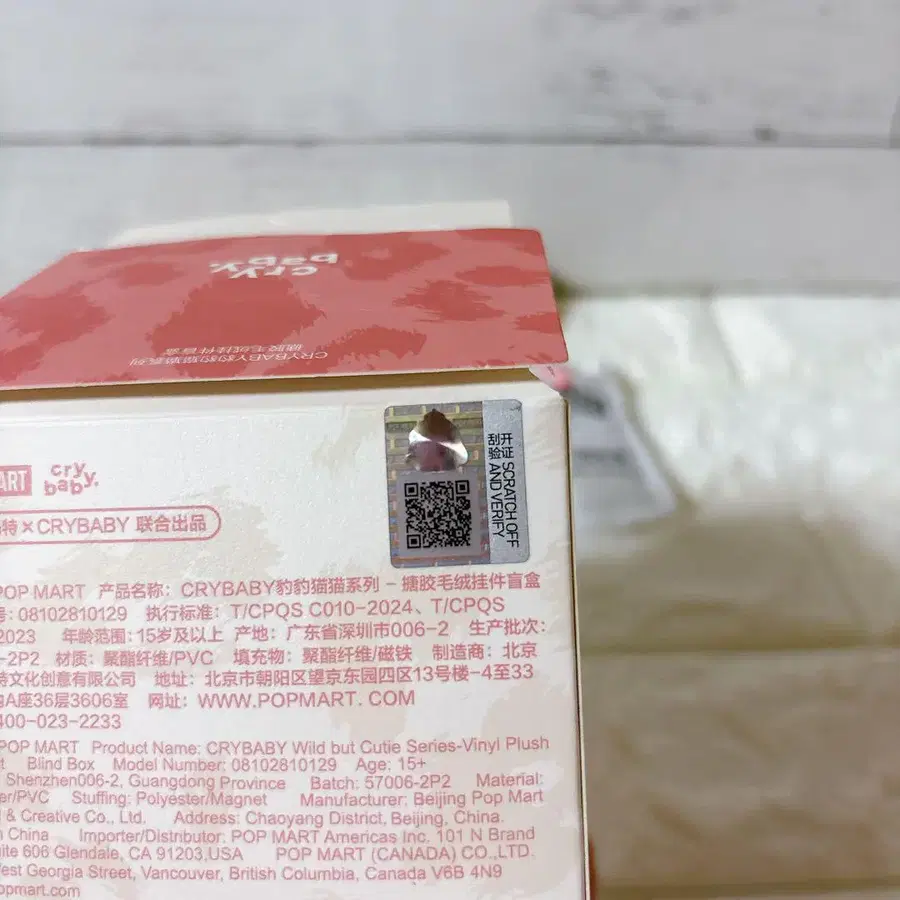 cry
baby.
CRYBABY豹豹猫猫系列
搪胶毛绒挂件盲盒
开过 SCRATCH OFF
刮验 AND VERIFY
ART cry
baby.
特×CRYBABY 联合出品
POP MART 产品名称：CRYBABY豹豹猫猫系列 - 搪胶毛绒挂件盲盒
号: 08102810129 执行标准：T/CPQS C010-2024、T/CPQS
2023 年龄范围: 15岁及以上 产地：广东省深圳市006-2 生产批次：
-2P2 材质：聚酯纤维/PVC 填充物：聚酯纤维/磁铁 制造商：北京
特文化创意有限公司 地址：北京市朝阳区望京东园四区13号楼-4至33
内A座36层3606室 网址：WWW.POPMART.COM
400-023-2233
POP MART Product Name: CRYBABY Wild but Cutie Series-Vinyl Plush
t Blind Box Model Number: 08102810129 Age: 15+
Shenzhen006-2, Guangdong Province Batch: 57006-2P2 Material:
er/PVC Stuffing: Polyester/Magnet Manufacturer: Beijing Pop Mart
l & Creative Co., Ltd. Address: Chaoyang District, Beijing, China.
n China Importer/Distributor: POP MART Americas Inc. 101 N Brand
uite 606 Glendale, CA 91203,USA POP MART (CANADA) CO.,LTD.
West Georgia Street, Vancouver, British Columbia, Canada V6B 4N9
opmart.com